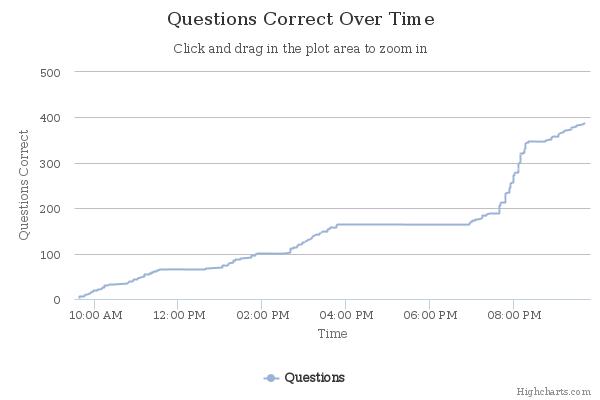 Questions Correct Over Time
Click and drag in the plot area to zoom in
Questions Correct
500
400
300
200
100
0
10:00 AM 12:00 PM 02:00 PM 04:00 PM 06:00 PM 08:00 PM
Time
Questions
Highcharts.com